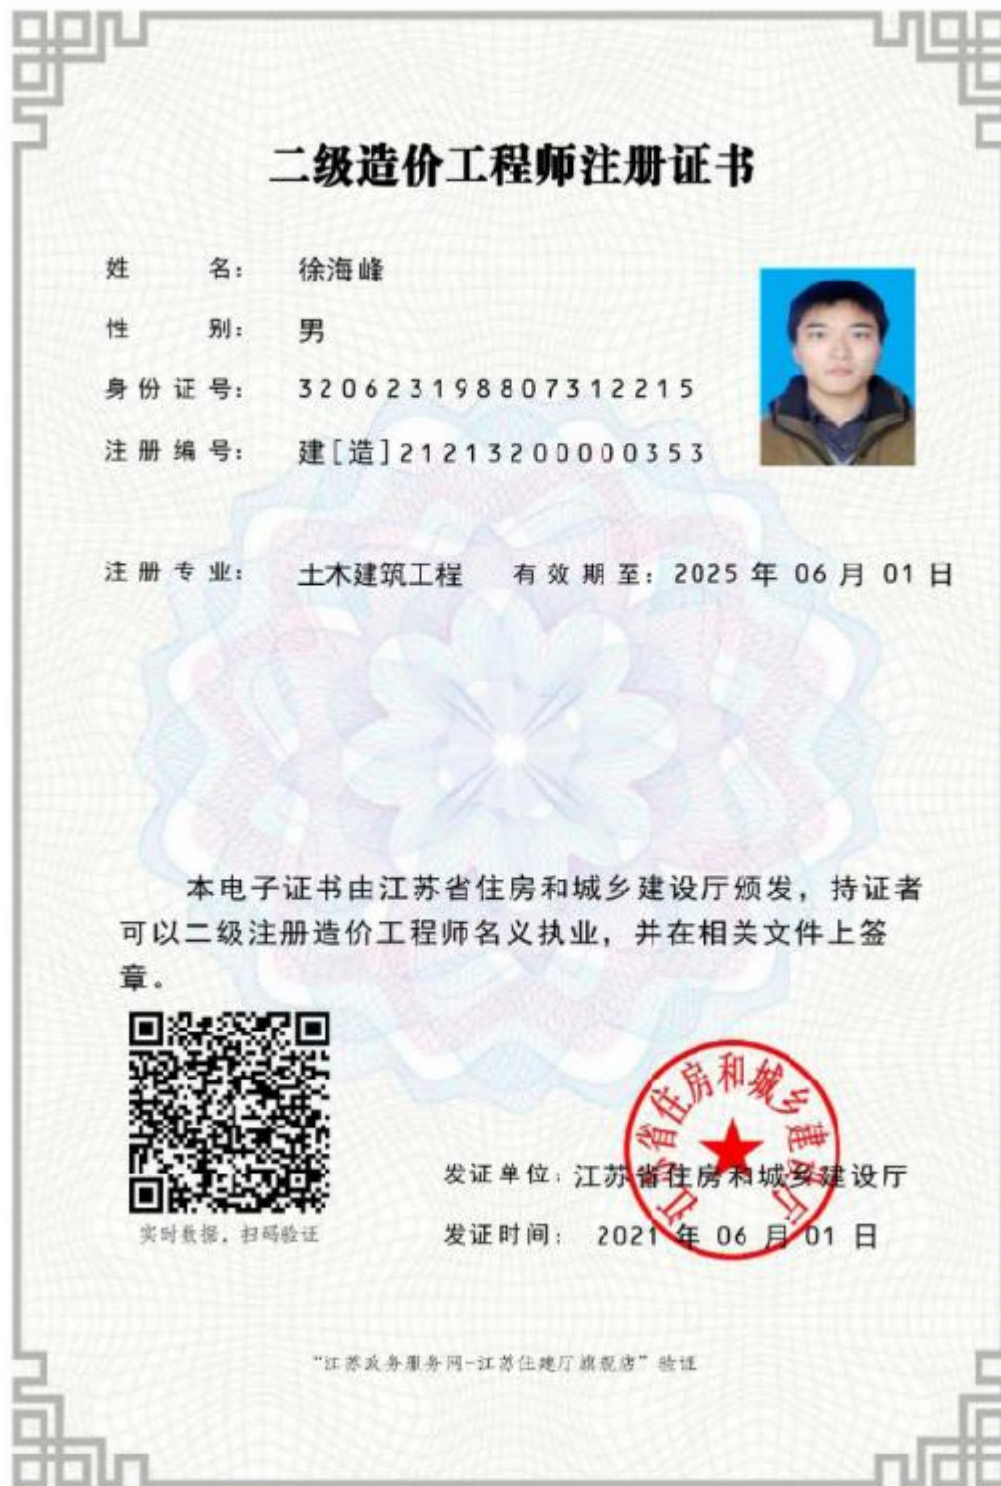 二级造价工程师注册证书
姓 名： 徐海峰
性 别： 男
身份证号： 320623198807312215
注册编号： 建[造]21213200000353
注册专业： 土木建筑工程 有效期至：2025 年 06 月 01 日
本电子证书由江苏省住房和城乡建设厅颁发，持证者
可以二级注册造价工程师名义执业，并在相关文件上签
章。
江苏省住房和城乡建设厅
发证单位：江苏省住房和城乡建设厅
发证时间： 2021 年 06 月 01 日
实时数据，扫码验证
“江苏政务服务网-江苏住建厅旗舰店”验证